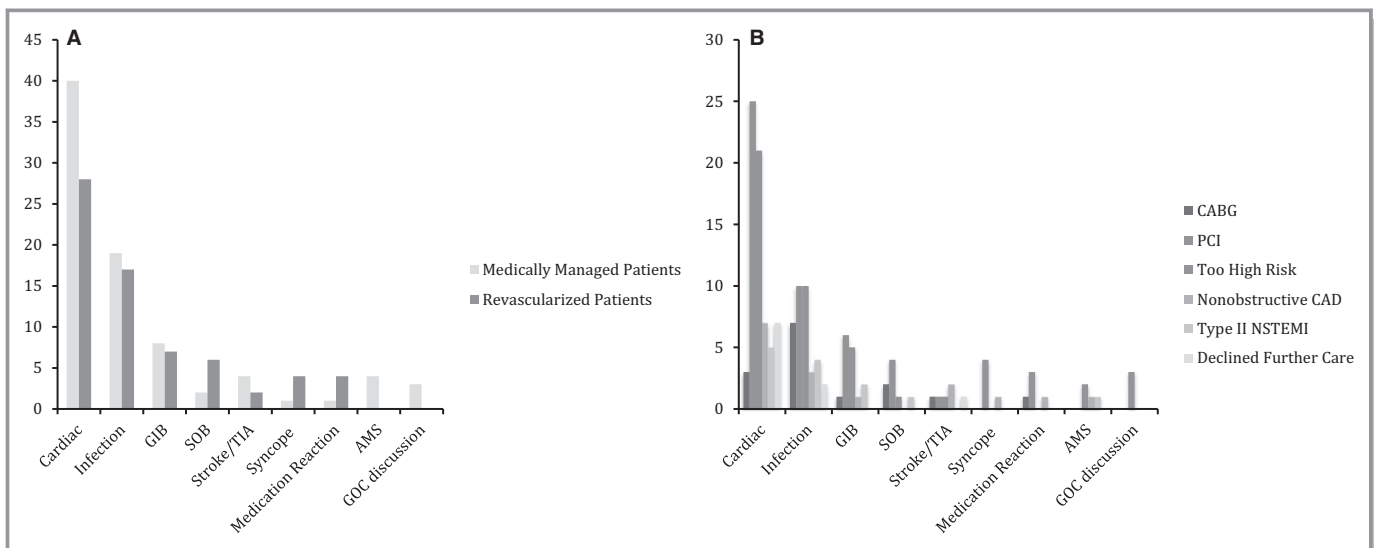 A
45
40
35
30
25
20
15
10
5
0
Cardiac
Infection
GIB
SOB
Stroke/TIA
Syncope
Medication Reaction
AMS
GOC discussion
Medically Managed Patients
Revascularized Patients
B
30
25
20
15
10
5
0
Cardiac
Infection
GIB
SOB
Stroke/TIA
Syncope
Medication Reaction
AMS
GOC discussion
CABG
PCI
Too High Risk
Nonobstructive CAD
Type II NSTEMI
Declined Further Care